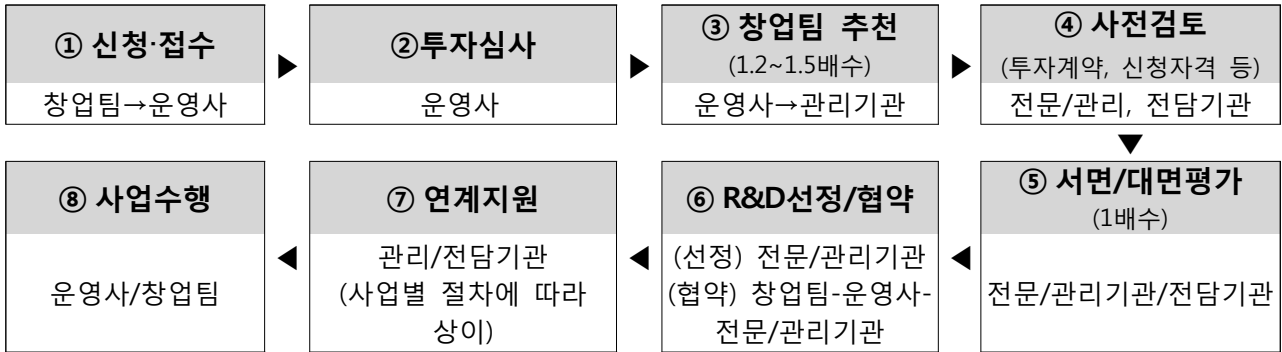 ① 신청·접수
창업팀→운영사
▶
②투자심사
운영사
▶
③ 창업팀 추천
(1.2~1.5배수)
운영사→관리기관
▶
④ 사전검토
(투자계약, 신청자격 등)
전문/관리, 전담기관
▼
⑤ 서면/대면평가
(1배수)
전문/관리기관/전담기관
◀
⑥ R&D선정/협약
(선정) 전문/관리기관
(협약) 창업팀-운영사-
전문/관리기관
◀
⑦ 연계지원
관리/전담기관
(사업별 절차에 따라
상이)
◀
⑧ 사업수행
운영사/창업팀